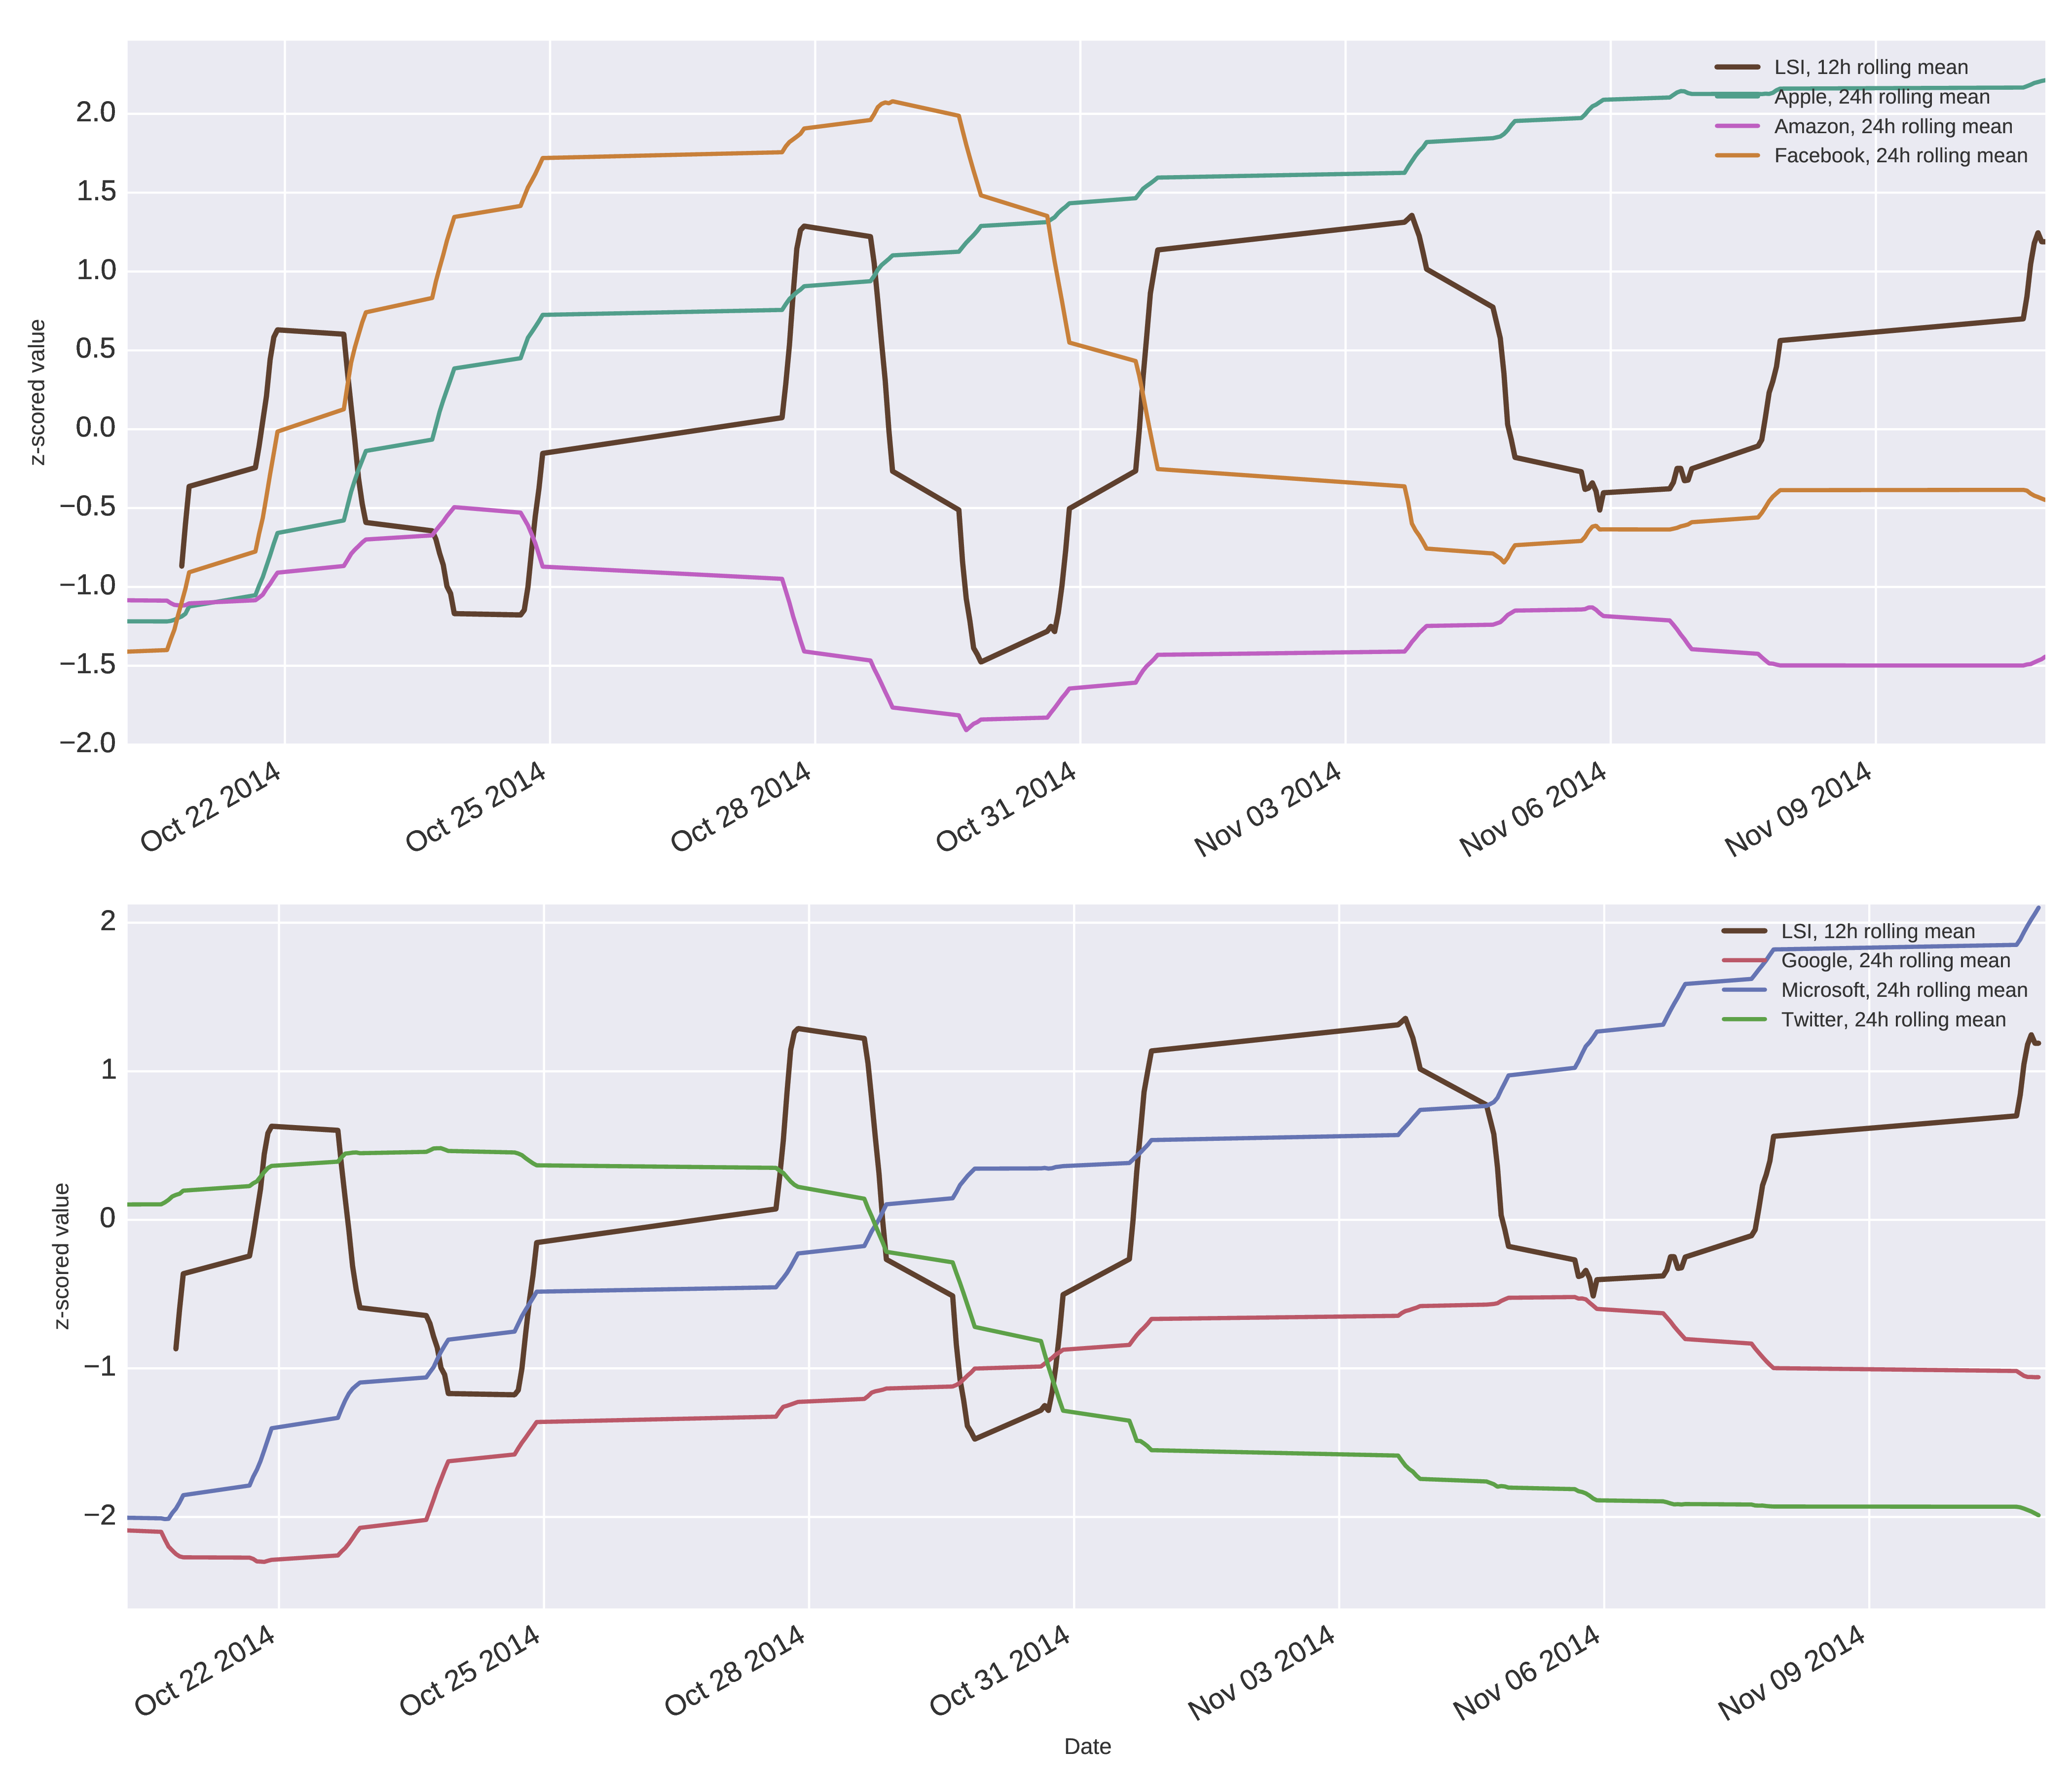 LSI, 12h rolling mean
Apple, 24h rolling mean
Amazon, 24h rolling mean
Facebook, 24h rolling mean
z-scored value
2.0
1.5
1.0
0.5
0.0
−0.5
−1.0
−1.5
−2.0
Oct 22 2014
Oct 25 2014
Oct 28 2014
Oct 31 2014
Nov 03 2014
Nov 06 2014
Nov 09 2014
LSI, 12h rolling mean
Google, 24h rolling mean
Microsoft, 24h rolling mean
Twitter, 24h rolling mean
z-scored value
2
1
0
−1
−2
Oct 22 2014
Oct 25 2014
Oct 28 2014
Oct 31 2014
Nov 03 2014
Nov 06 2014
Nov 09 2014
Date